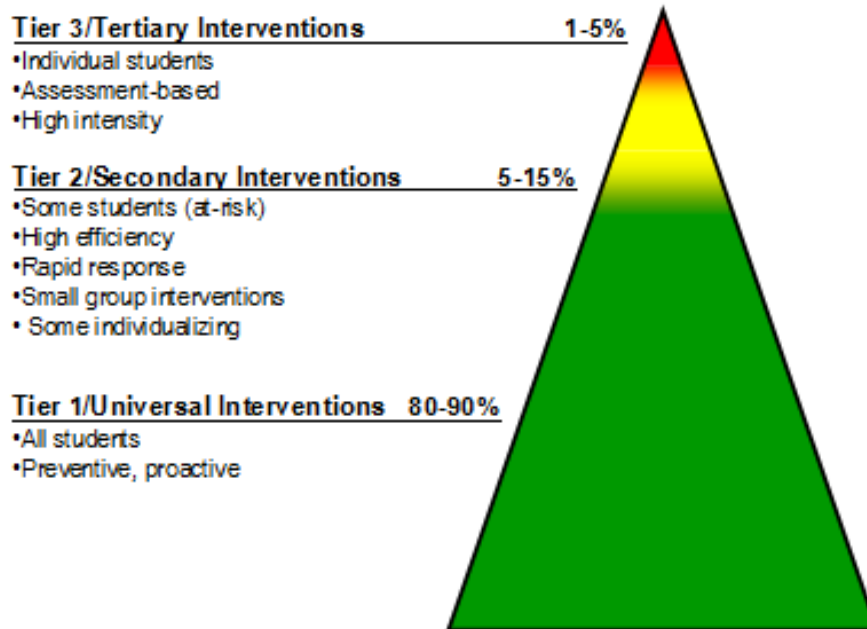 Tier 3/Tertiary Interventions 1-5%
•Individual students
•Assessment-based
•High intensity
Tier 2/Secondary Interventions 5-15%
•Some students (at-risk)
•High efficiency
•Rapid response
•Small group interventions
• Some individualizing
Tier 1/Universal Interventions 80-90%
•All students
•Preventive, proactive